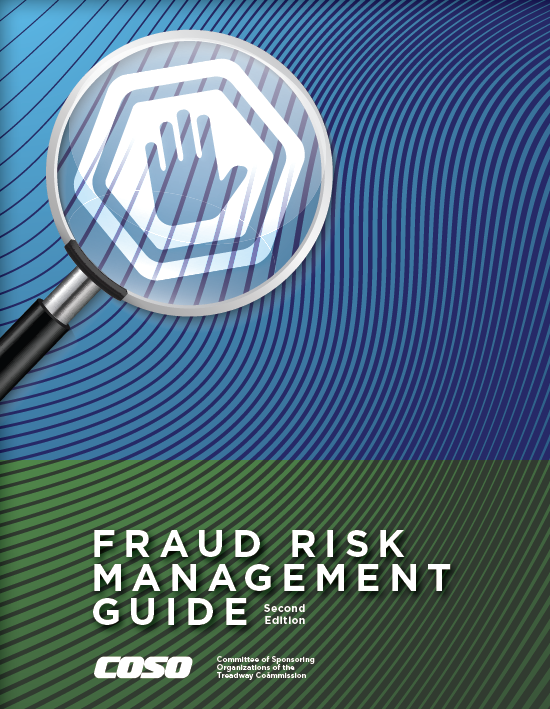 FRAUD RISK
MANAGEMENT
GUIDE Second
Edition
COSO Committee of Sponsoring
Organizations of the
Treadway Commission